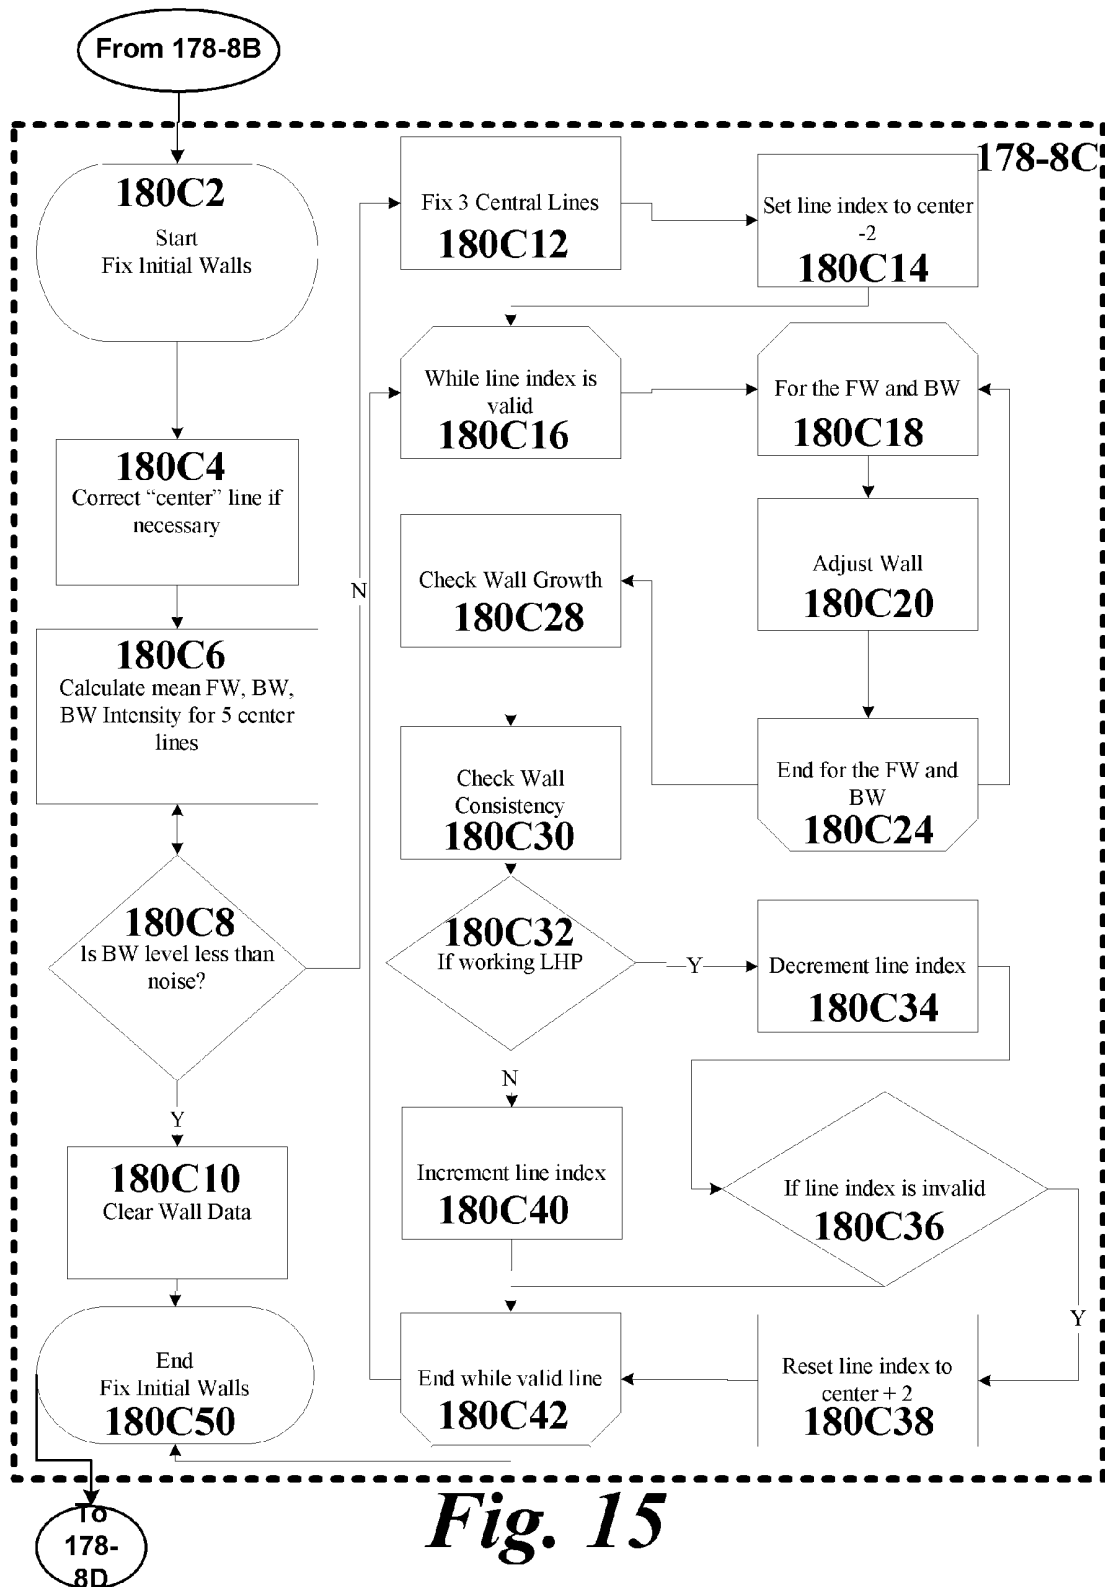 From 178-8B
178-8C
180C2
Start
Fix Initial Walls
180C4
Correct “center” line if
necessary
180C6
Calculate mean FW, BW,
BW Intensity for 5 center
lines
180C8
Is BW level less than
noise?
N
Y
180C10
Clear Wall Data
End
Fix Initial Walls
180C50
To
178-
8D
Fix 3 Central Lines
180C12
Set line index to center
-2
180C14
While line index is
valid
180C16
For the FW and BW
180C18
Adjust Wall
180C20
End for the FW and
BW
180C24
Check Wall Growth
180C28
Check Wall
Consistency
180C30
180C32
If working LHP
Y
N
Decrement line index
180C34
If line index is invalid
180C36
Y
Reset line index to
center + 2
180C38
Increment line index
180C40
End while valid line
180C42
Fig. 15